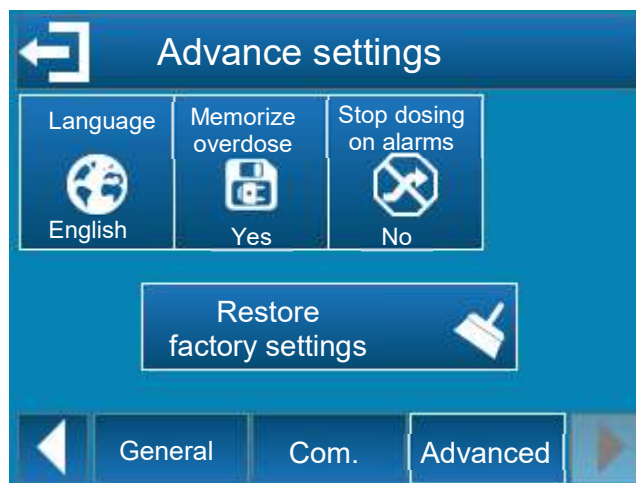 Advance settings
Language
Memorize
overdose
Stop dosing
on alarms
English
Yes
No
Restore
factory settings
General
Com.
Advanced